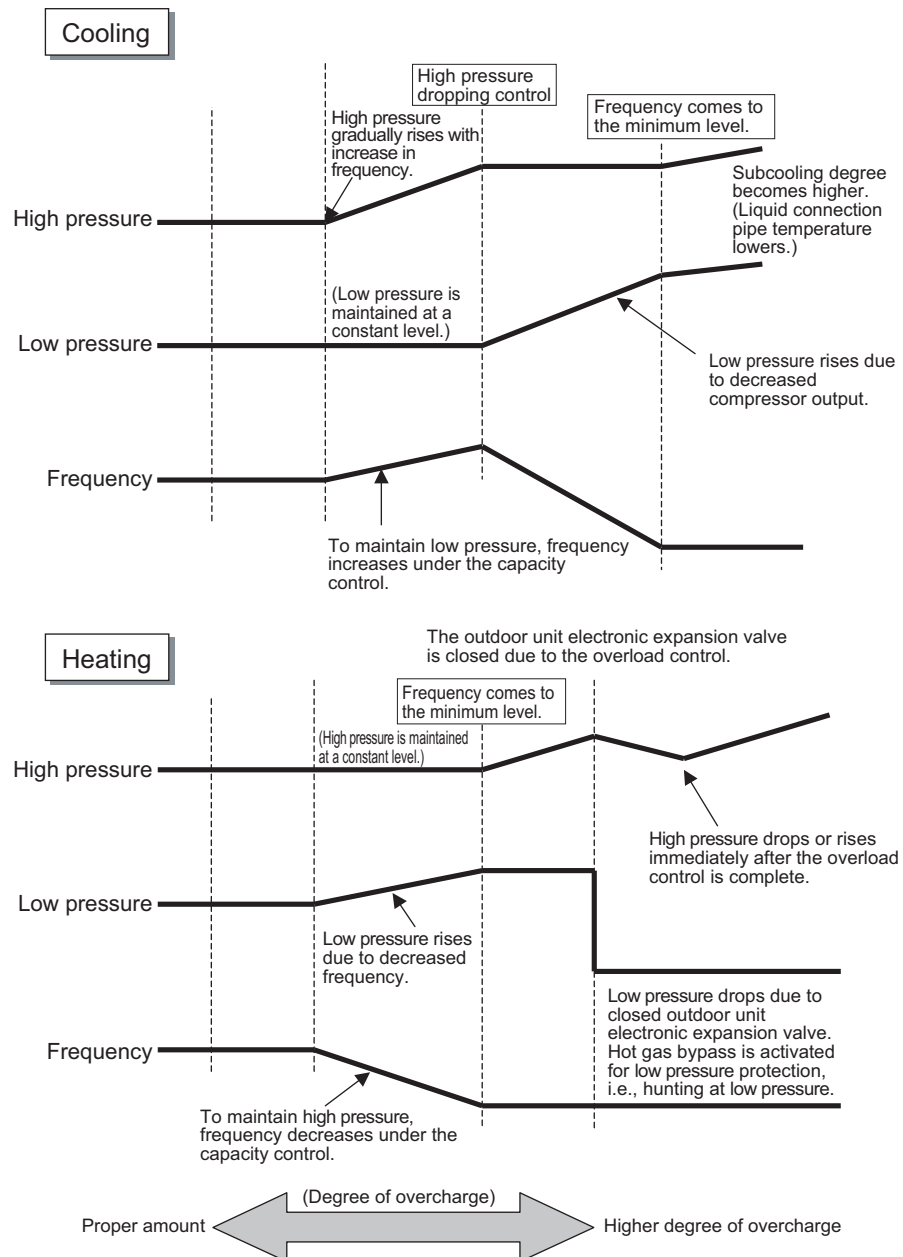 Cooling
High pressure
dropping control
Frequency comes to
the minimum level.
High pressure
gradually rises with
increase in
frequency.
Subcooling degree
becomes higher.
(Liquid connection
pipe temperature
lowers.)
High pressure
(Low pressure is
maintained at a
constant level.)
Low pressure
Low pressure rises due
to decreased
compressor output.
Frequency
To maintain low pressure, frequency
increases under the capacity
control.
Heating
The outdoor unit electronic expansion valve
is closed due to the overload control.
Frequency comes to
the minimum level.
(High pressure is maintained
at a constant level.)
High pressure
High pressure drops or rises
immediately after the overload
control is complete.
Low pressure
Low pressure rises
due to decreased
frequency.
Low pressure drops due to
closed outdoor unit
electronic expansion valve.
Hot gas bypass is activated
for low pressure protection,
i.e., hunting at low pressure.
Frequency
To maintain high pressure,
frequency decreases under the
capacity control.
(Degree of overcharge)
Proper amount
Higher degree of overcharge